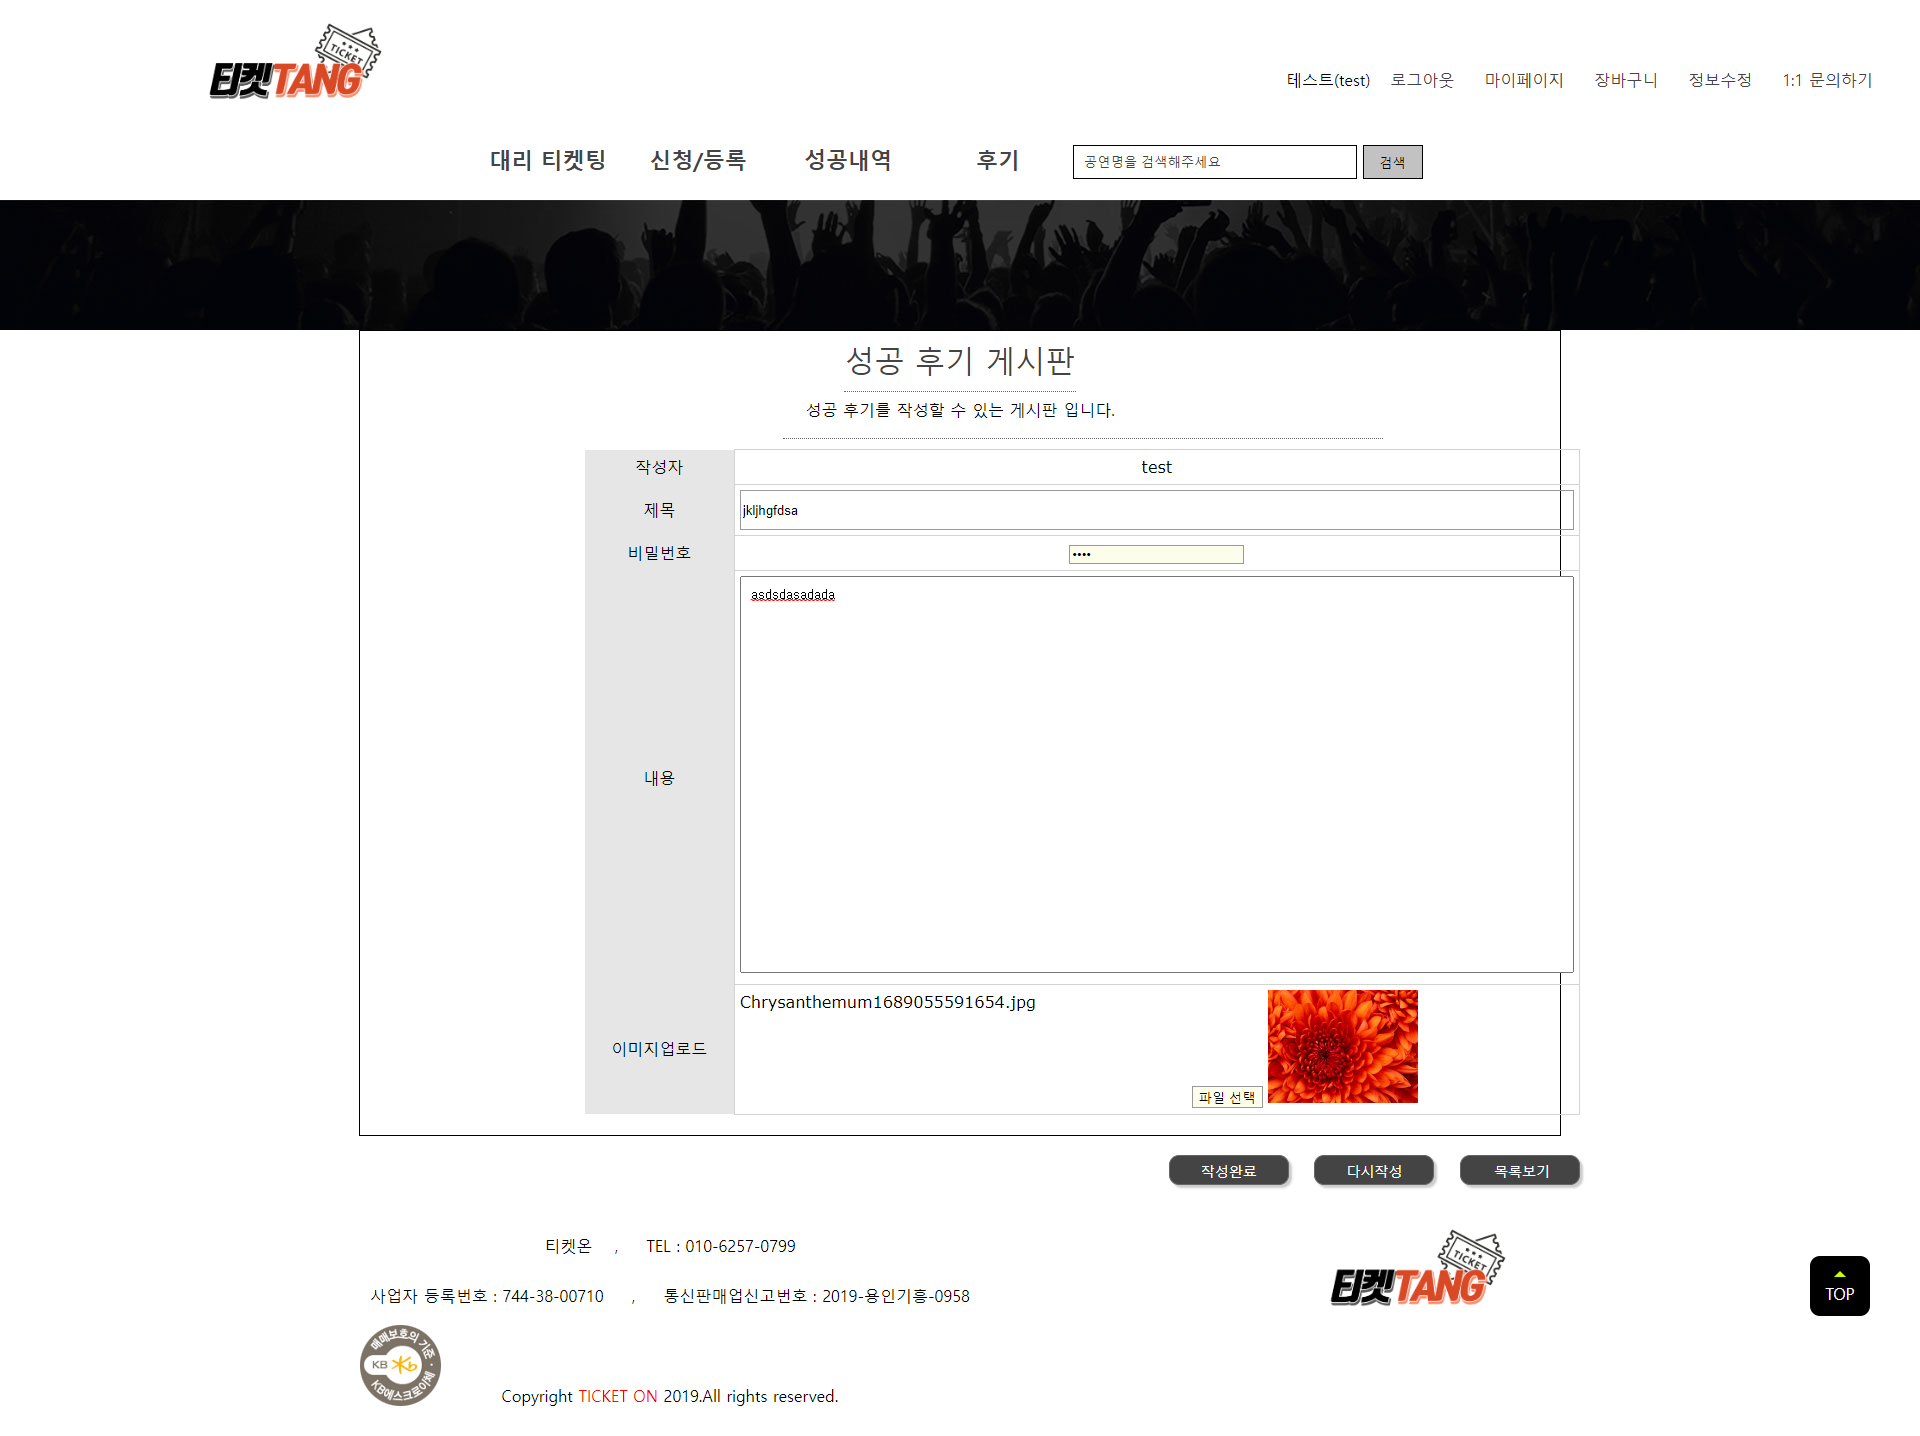 티켓TANG
TICKET
테스트(test) 로그아웃 마이페이지 장바구니 정보수정 1:1 문의하기
대리 티켓팅 신청/등록 성공내역 후기 공연명을 검색해주세요 검색
성공 후기 게시판
성공 후기를 작성할 수 있는 게시판 입니다.
작성자 test
제목 jkljhgfdsa
비밀번호 ••••
내용 asdsdasadada
이미지업로드 Chrysanthemum1689055591654.jpg
파일 선택
작성완료 다시작성 목록보기
티켓온 , TEL : 010-6257-0799
사업자 등록번호 : 744-38-00710 , 통신판매업신고번호 : 2019-용인기흥-0958
티켓TANG
TICKET
TOP
매매보호의 기준 · KB에스크로이체
KB
Copyright TICKET ON 2019.All rights reserved.